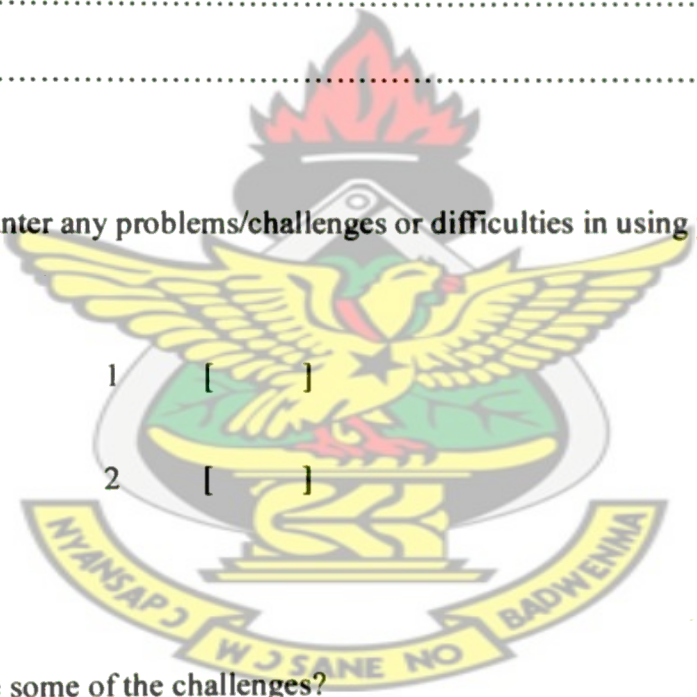 nter any problems/challenges or difficulties in using
1 [ ]
2 [ ]
NYANSAPƆ WƆSANE NO BADWENMA
some of the challenges?